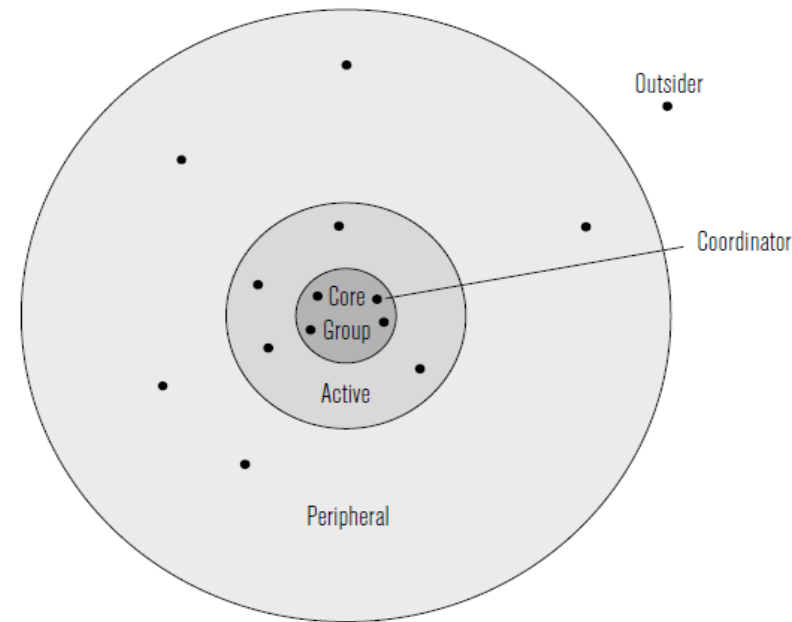 Outsider
Coordinator
Core
Group
Active
Peripheral